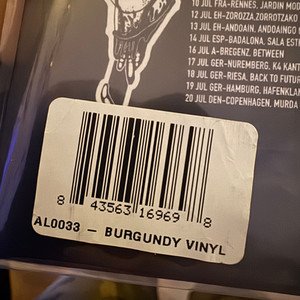 10 JUL FRA-RENNES, JARDIN MOD
12 JUL EH-ZOROZZA, ZORROTZAKO
13 JUL EH-ANDOAIN, ANDOAINGO
14 JUL ESP-BADALONA, SALA ESTR
16 JUL A-BREGENZ, BETWEEN
17 JUL GER-NUREMBERG, K4 KANT
18 JUL GER-RIESA, BACK TO FUTUR
19 JUL GER-HAMBURG, HAFENKLAN
20 JUL DEN-COPENHAGEN, MURDA
8 43563 16969 8
AL0033 – BURGUNDY VINYL